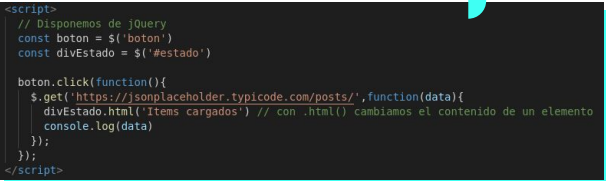 <script>
// Disponemos de jQuery
const boton = $('boton')
const divEstado = $('#estado')
boton.click(function(){
$.get('https://jsonplaceholder.typicode.com/posts/',function(data){
divEstado.html('Items cargados') // con .html() cambiamos el contenido de un elemento
console.log(data)
});
});
</script>